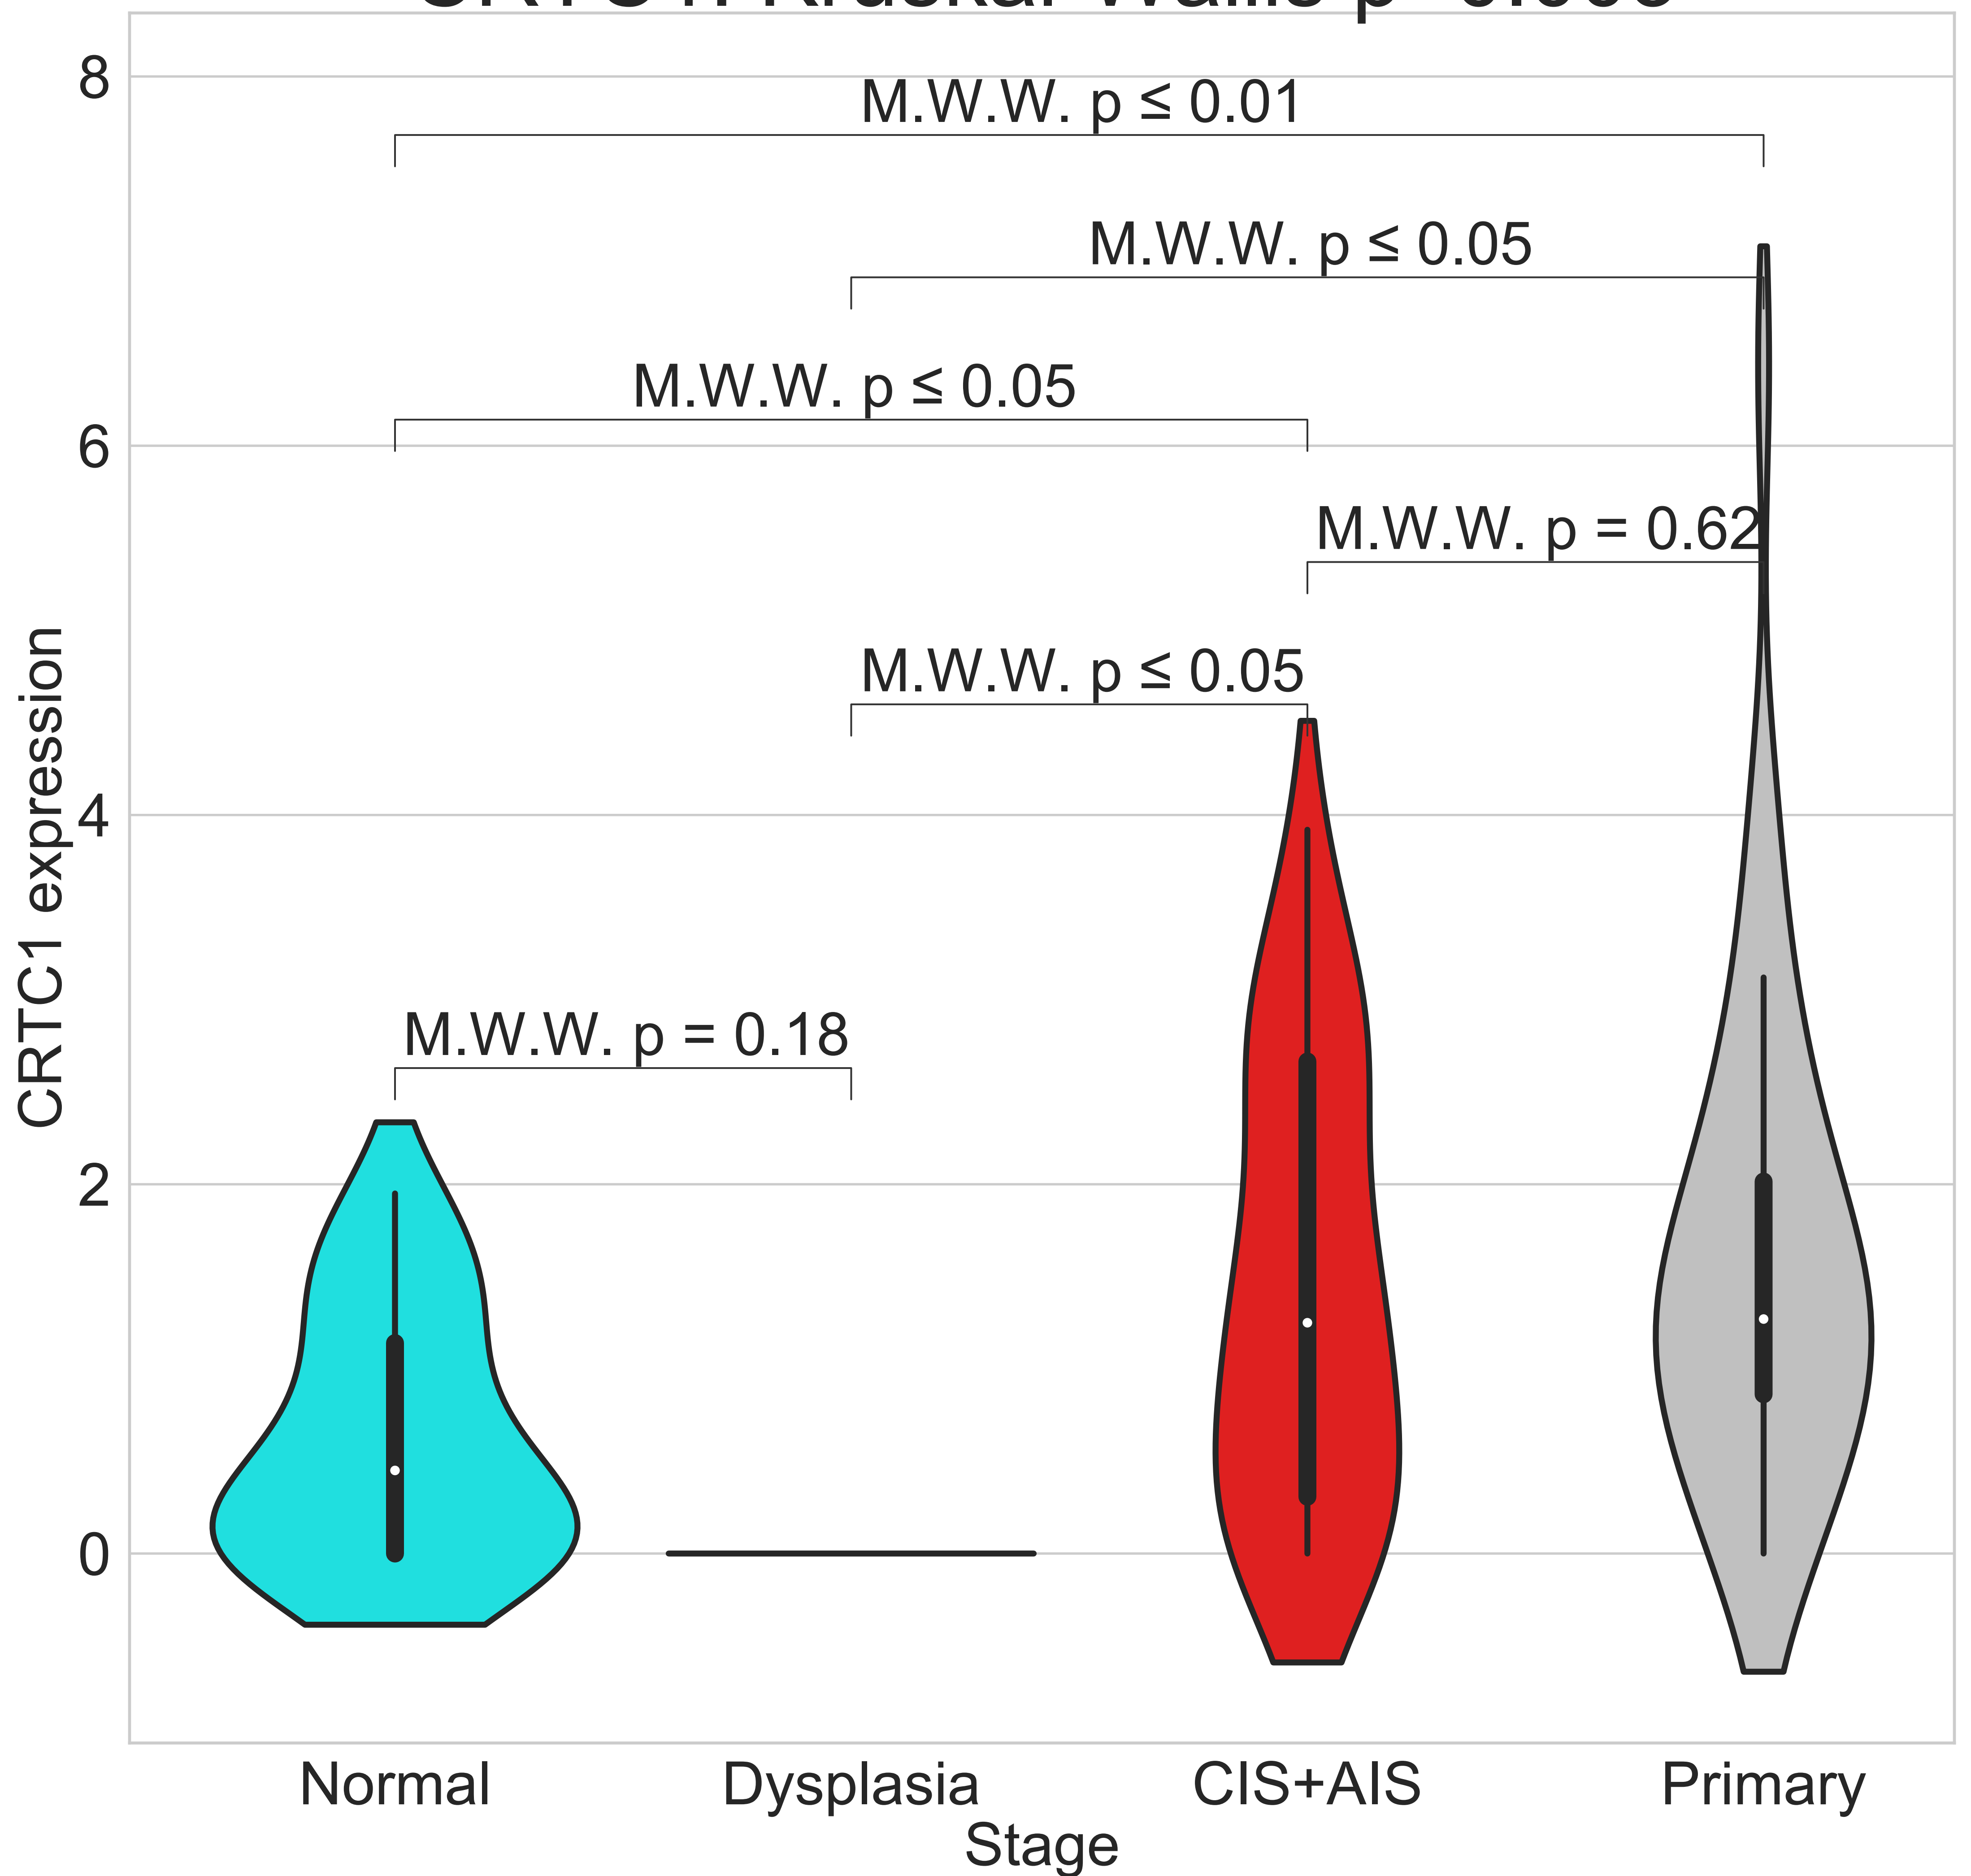 8
M.W.W. p ≤ 0.01
M.W.W. p ≤ 0.05
M.W.W. p ≤ 0.05
6
M.W.W. p = 0.62
M.W.W. p ≤ 0.05
4
CRTC1 expression
M.W.W. p = 0.18
2
0
Normal Dysplasia CIS+AIS Primary
Stage